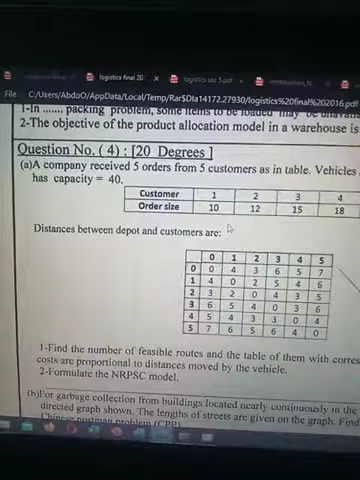 logistics final 20 logistics sec 5.pdf
File C:/Users/AbdoO/AppData/Local/Temp/Rar$DIa14172.27930/logistics%20final%202016.pdf
1-In ....... packing problem, some items to be loaded may be
2-The objective of the product allocation model in a warehouse is
Question No. ( 4) : [20 Degrees ]
(a)A company received 5 orders from 5 customers as in table. Vehicles
has capacity = 40.
Customer 1 2 3 4
Order size 10 12 15 18
Distances between depot and customers are:
0 1 2 3 4 5
0 0 4 3 6 5 7
1 4 0 2 5 4 6
2 3 2 0 4 3 5
3 6 5 4 0 3 6
4 5 4 3 3 0 4
5 7 6 5 6 4 0
1-Find the number of feasible routes and the table of them with corres
costs are proportional to distances moved by the vehicle.
2-Formulate the NRPSC model.
(b)For garbage collection from buildings located nearly continuously in the
directed graph shown. The lengths of streets are given on the graph. Find
Chinese postman problem (CPP)